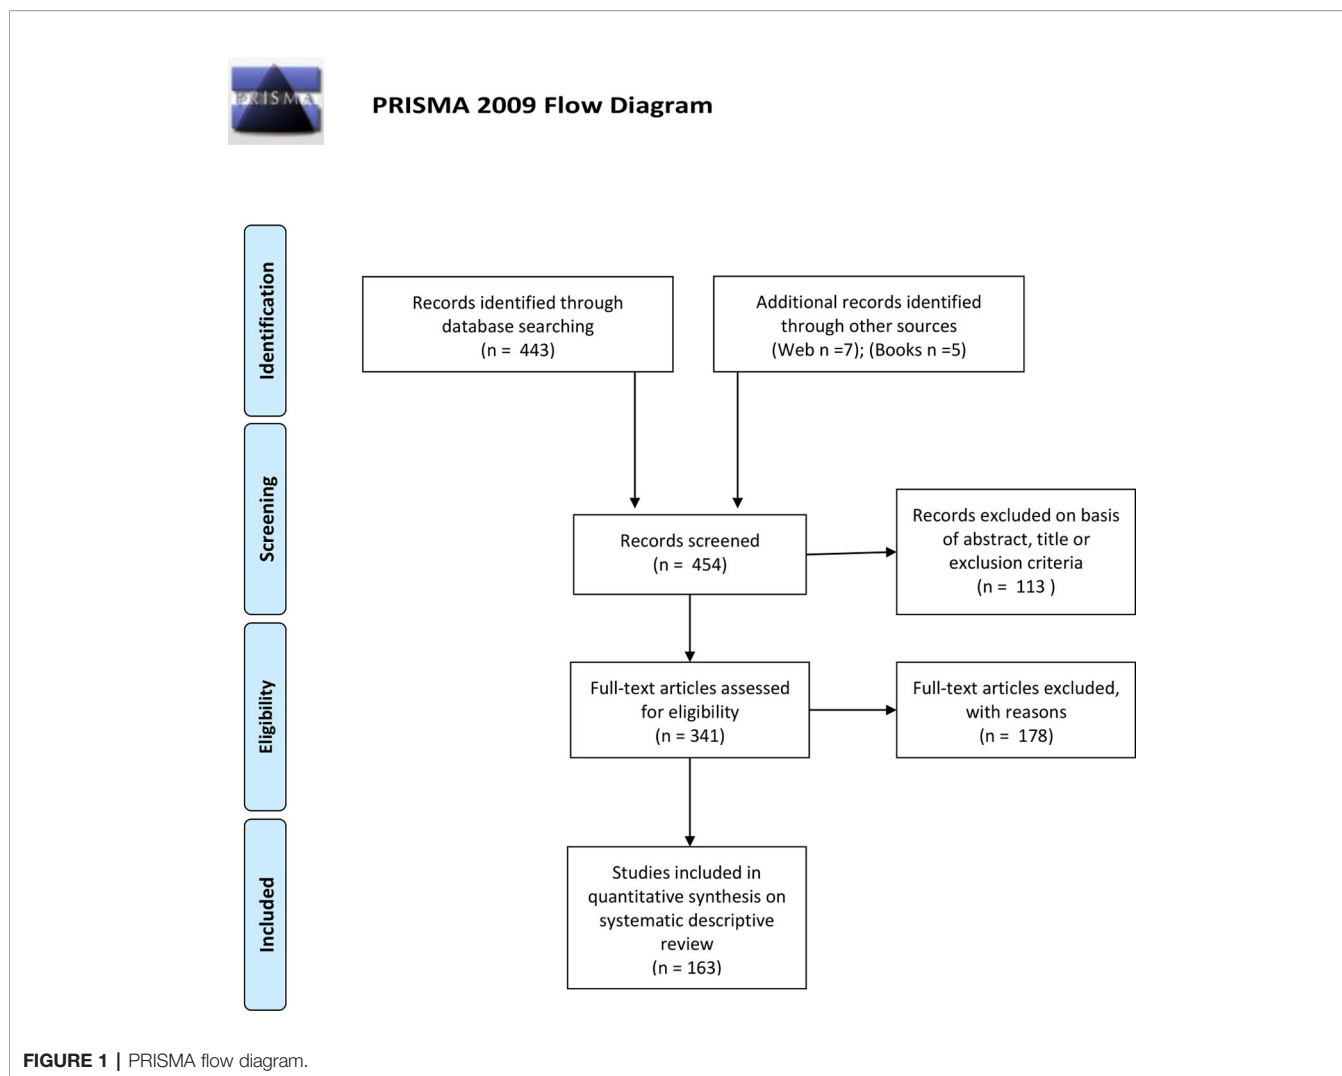 PRISMA
PRISMA 2009 Flow Diagram
Identification
Records identified through
database searching
(n = 443)
Additional records identified
through other sources
(Web n =7); (Books n =5)
Screening
Records screened
(n = 454)
Records excluded on basis
of abstract, title or
exclusion criteria
(n = 113 )
Eligibility
Full-text articles assessed
for eligibility
(n = 341)
Full-text articles excluded,
with reasons
(n = 178)
Included
Studies included in
quantitative synthesis on
systematic descriptive
review
(n = 163)
FIGURE 1 | PRISMA flow diagram.